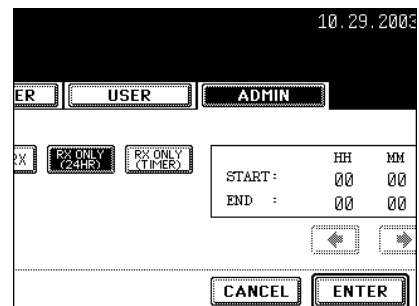 10.29.2003
ER USER ADMIN
RX RX ONLY (24HR) RX ONLY (TIMER)
HH MM
START: 00 00
END : 00 00
CANCEL ENTER